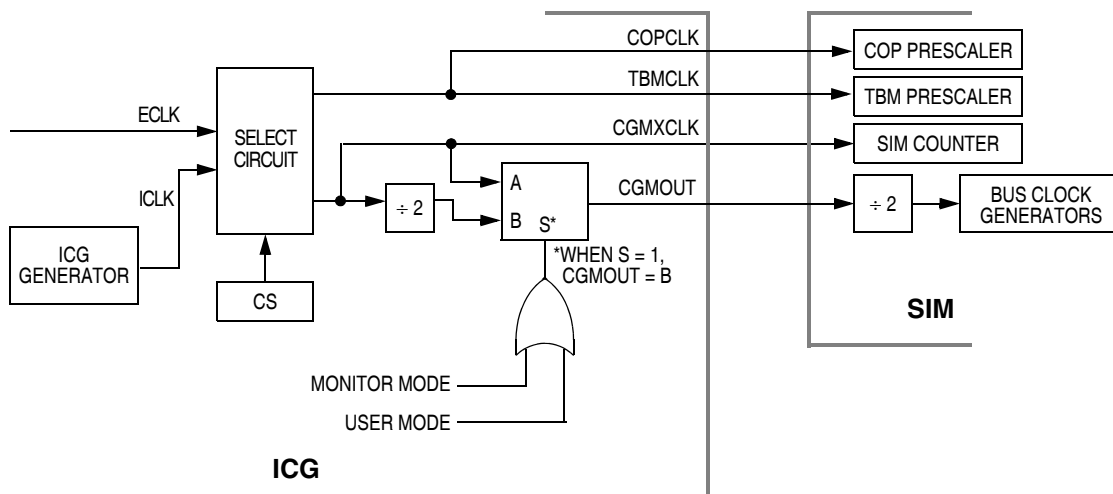 COPCLK
COP PRESCALER
TBMCLK
TBM PRESCALER
ECLK
SELECT
CIRCUIT
CGMXCLK
SIM COUNTER
ICLK
÷ 2
A
B S*
CGMOUT
÷ 2
BUS CLOCK
GENERATORS
ICG
GENERATOR
CS
*WHEN S = 1,
CGMOUT = B
SIM
MONITOR MODE
USER MODE
ICG